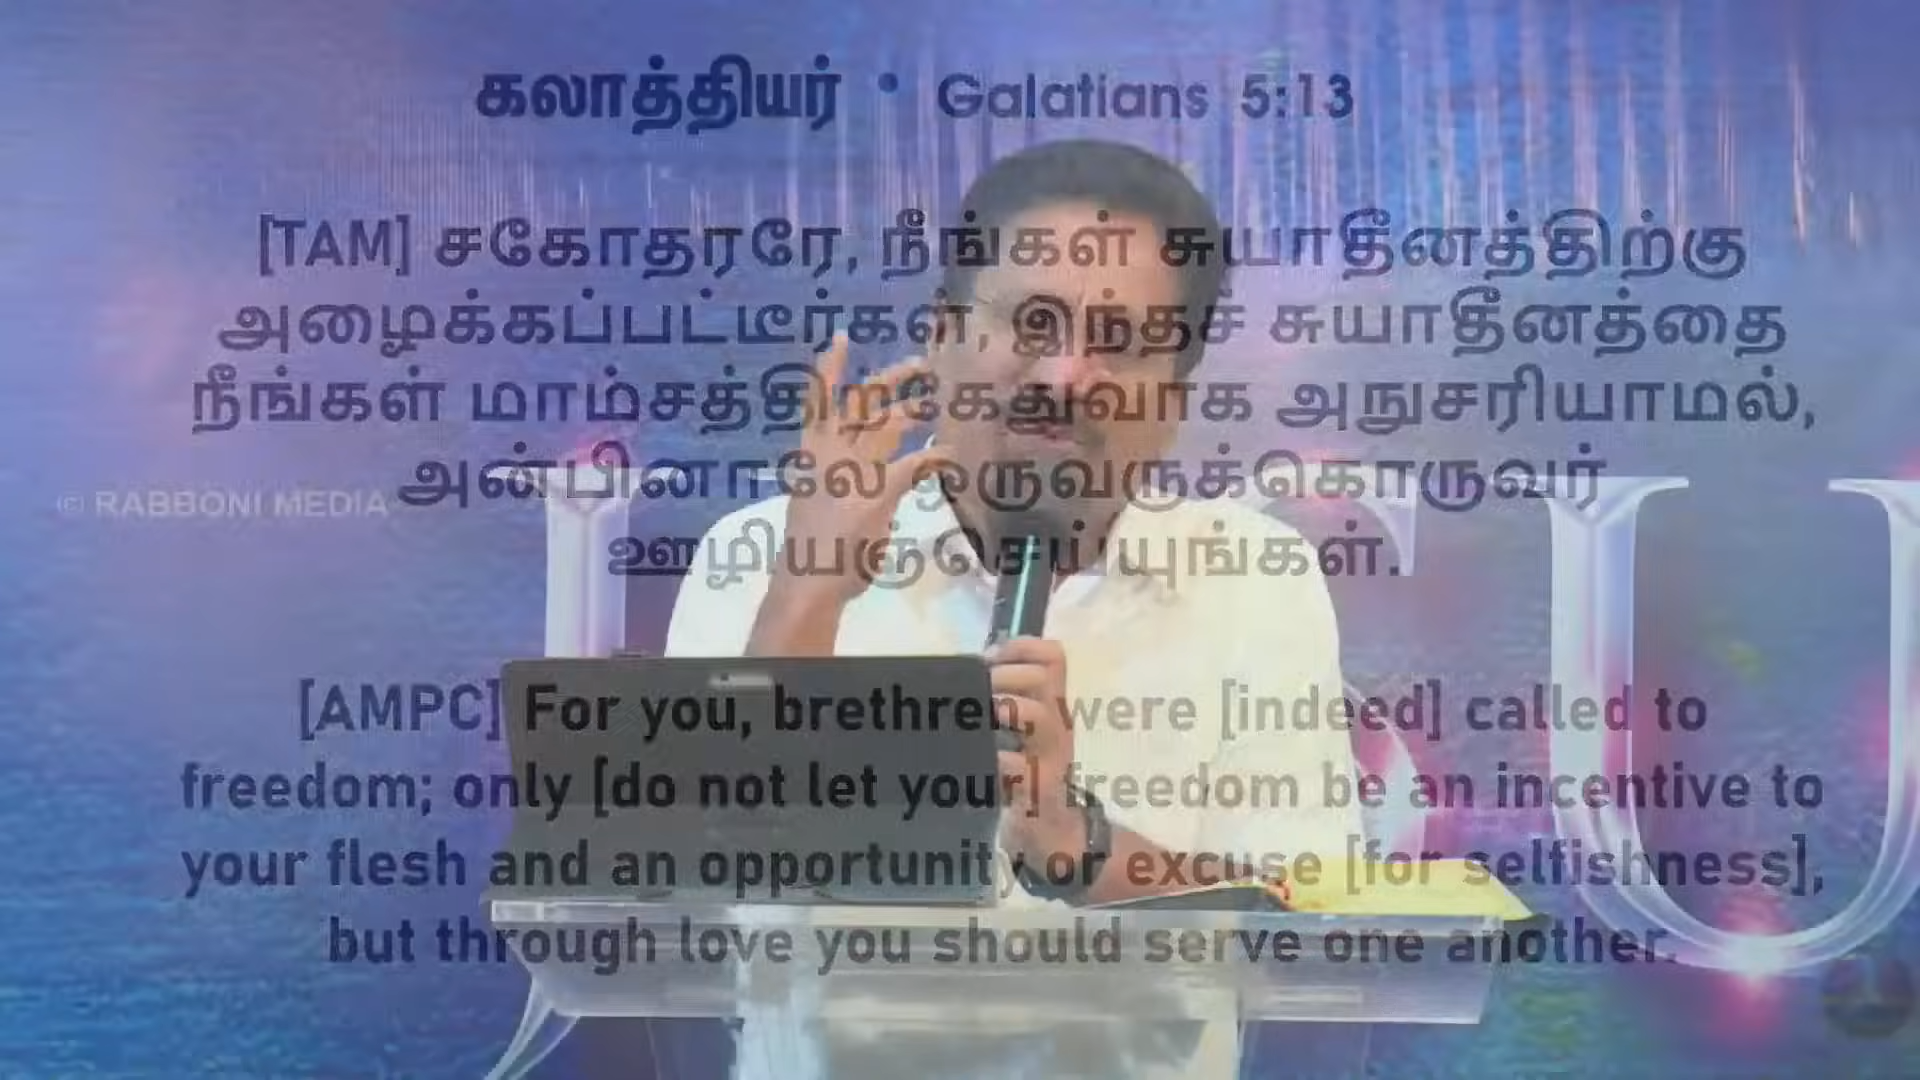 கலாத்தியர் • Galatians 5:13
[TAM] சகோதரரே, நீங்கள் சுயாதீனத்திற்கு
அழைக்கப்பட்டீர்கள், இந்தச் சுயாதீனத்தை
நீங்கள் மாம்சத்திற்கேதுவாக அநுசரியாமல்,
அன்பினாலே ஒருவருக்கொருவர்
ஊழியஞ்செய்யுங்கள்.
© RABBONI MEDIA
[AMPC] For you, brethren, were [indeed] called to
freedom; only [do not let your] freedom be an incentive to
your flesh and an opportunity or excuse [for selfishness],
but through love you should serve one another.